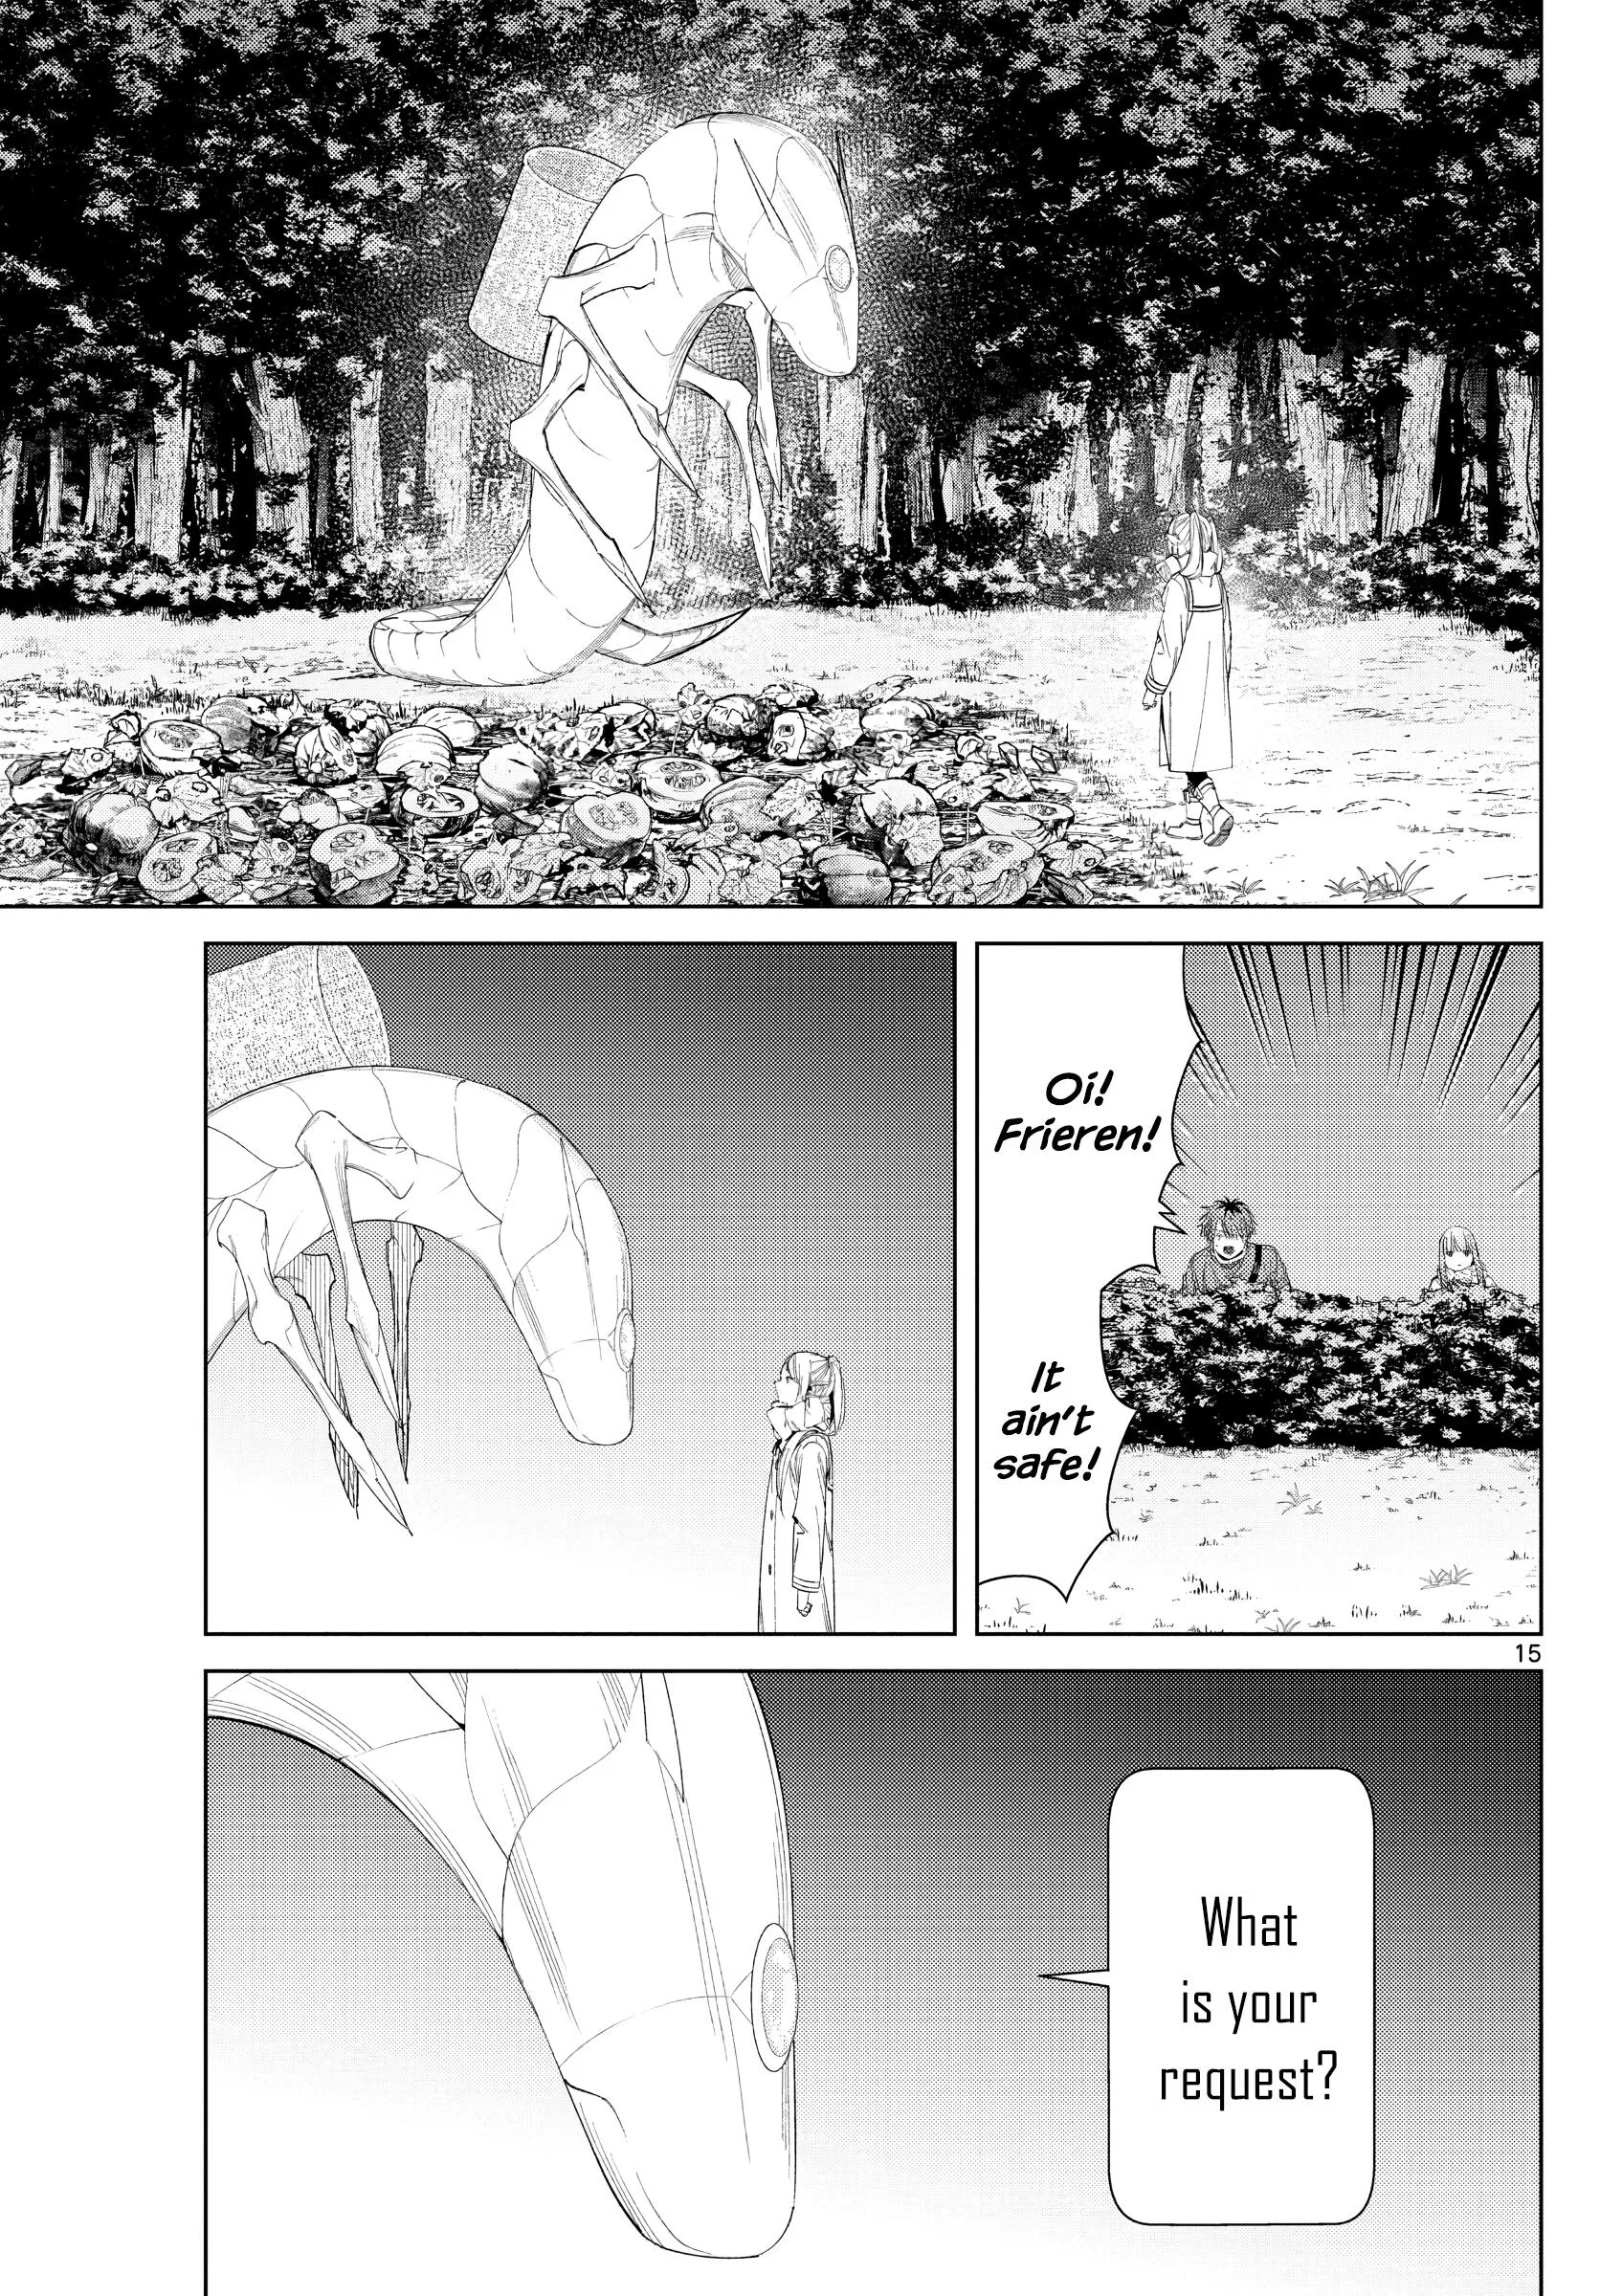 Oi!
Frieren!
It
ain't
safe!
15
What
is your
request?